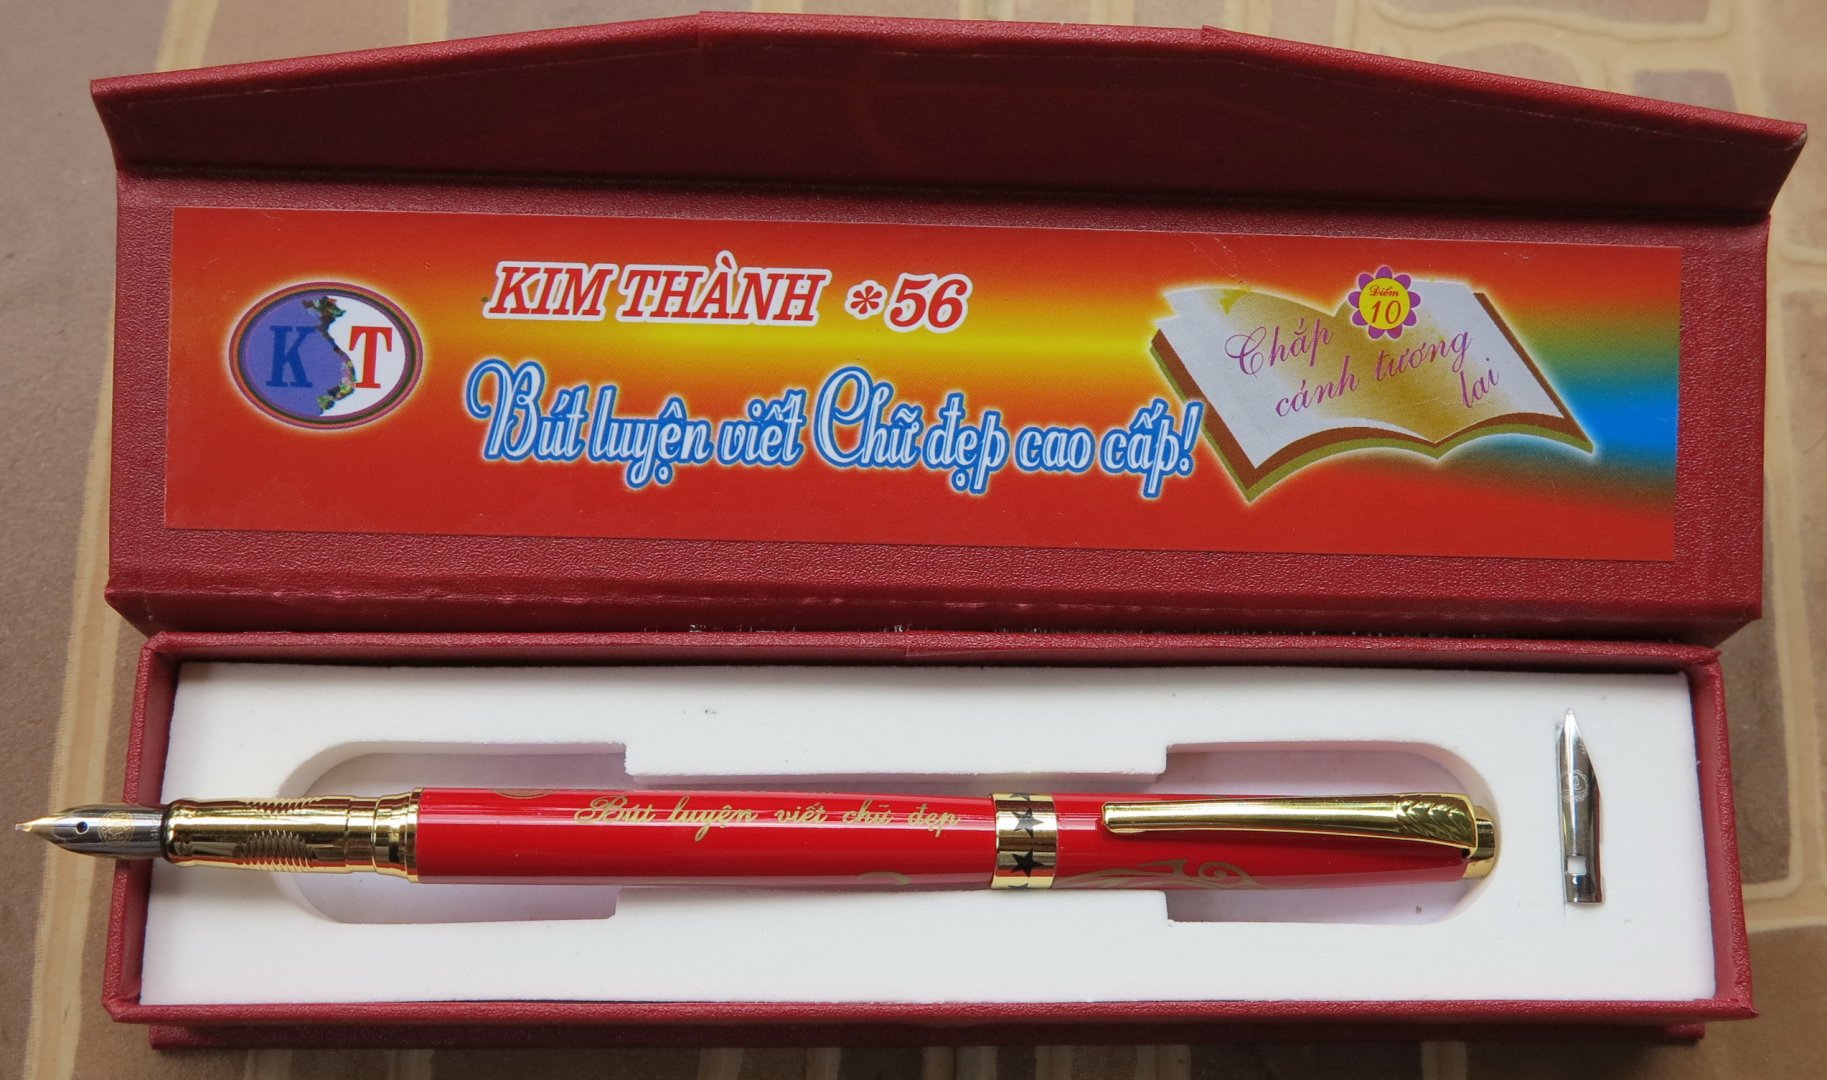 K T
KIM THÀNH *56
Bút luyện viết Chữ đẹp cao cấp!
Điểm
10
Chắp
cánh tương
lai
Bút luyện viết chữ đẹp